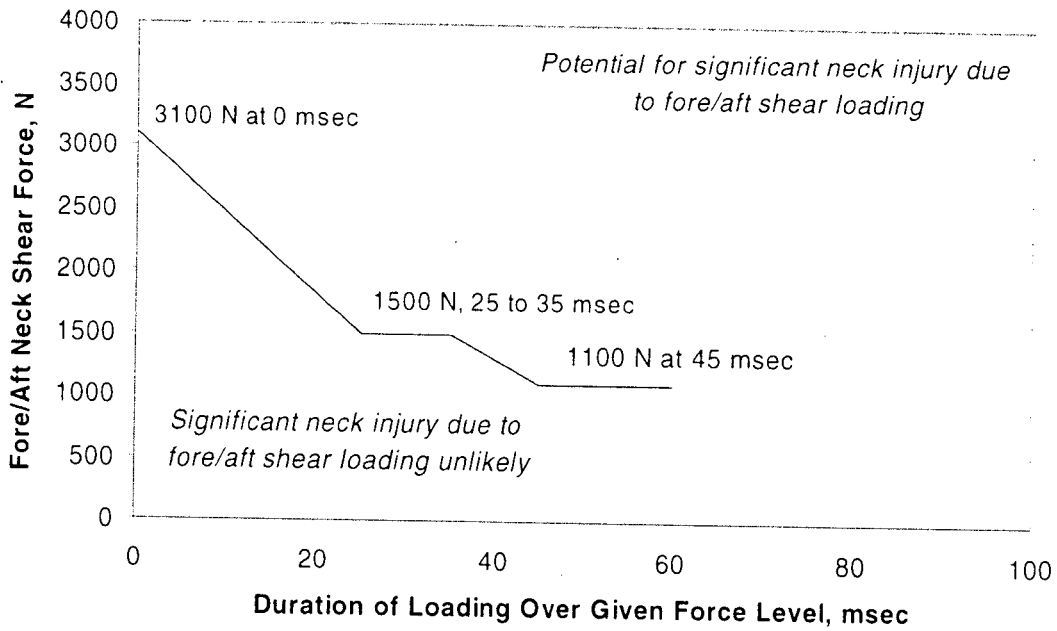 4000
3500
3000
2500
2000
1500
1000
500
0
Fore/Aft Neck Shear Force, N
Potential for significant neck injury due
to fore/aft shear loading
3100 N at 0 msec
1500 N, 25 to 35 msec
1100 N at 45 msec
Significant neck injury due to
fore/aft shear loading unlikely
0 20 40 60 80 100
Duration of Loading Over Given Force Level, msec